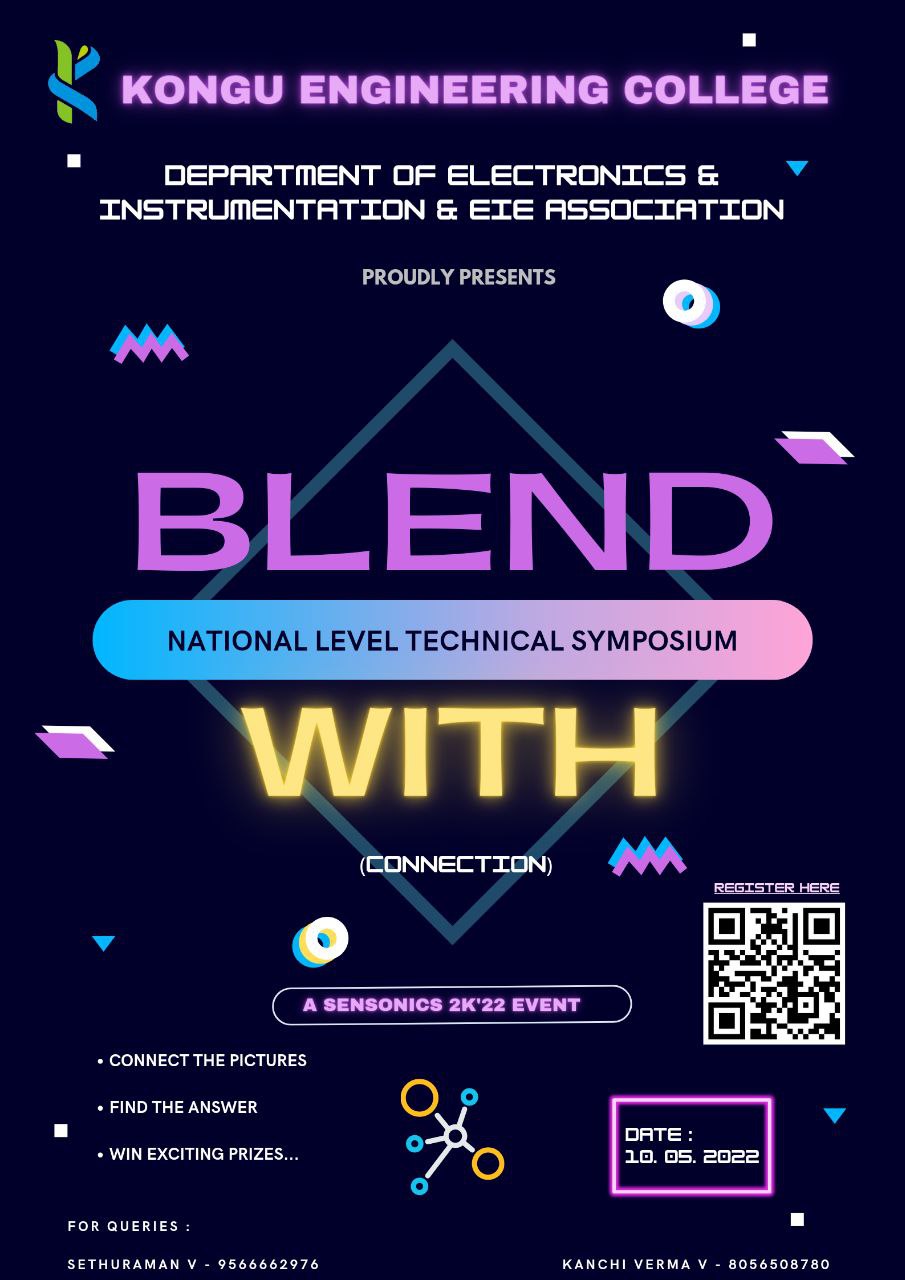 KONGU ENGINEERING COLLEGE
DEPARTMENT OF ELECTRONICS &
INSTRUMENTATION & EIE ASSOCIATION
PROUDLY PRESENTS
BLEND
NATIONAL LEVEL TECHNICAL SYMPOSIUM
WITH
(CONNECTION)
REGISTER HERE
A SENSONICS 2K'22 EVENT
• CONNECT THE PICTURES
• FIND THE ANSWER
• WIN EXCITING PRIZES...
DATE :
10. 05. 2022
FOR QUERIES :
SETHURAMAN V - 9566662976
KANCHI VERMA V - 8056508780